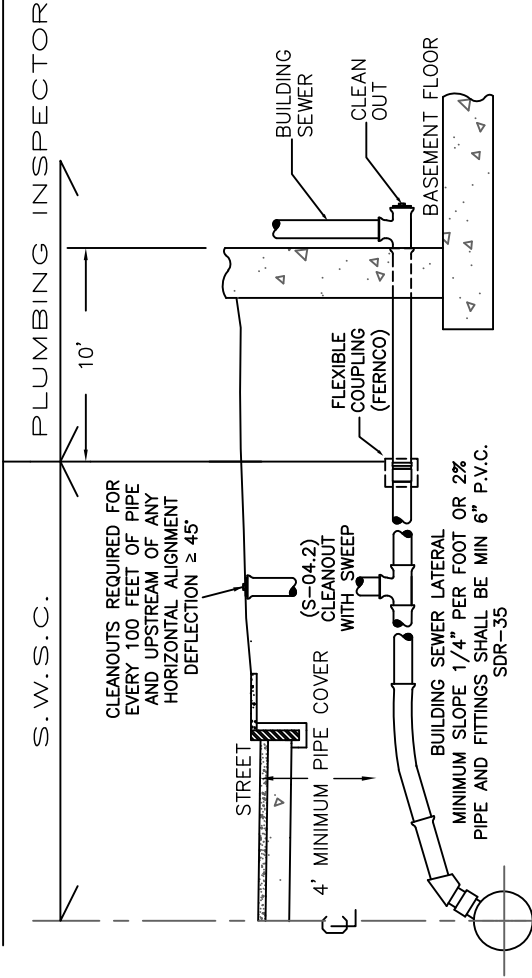 S.W.S.C.
PLUMBING INSPECTOR
10'
CLEANOUTS REQUIRED FOR
EVERY 100 FEET OF PIPE
AND UPSTREAM OF ANY
HORIZONTAL ALIGNMENT
DEFLECTION ≥ 45°
BUILDING
SEWER
CLEAN
OUT
STREET
4' MINIMUM PIPE COVER
(S-04.2)
CLEANOUT
WITH SWEEP
FLEXIBLE
COUPLING
(FERNCO)
BASEMENT FLOOR
BUILDING SEWER LATERAL
MINIMUM SLOPE 1/4" PER FOOT OR 2%
PIPE AND FITTINGS SHALL BE MIN 6" P.V.C.
SDR-35